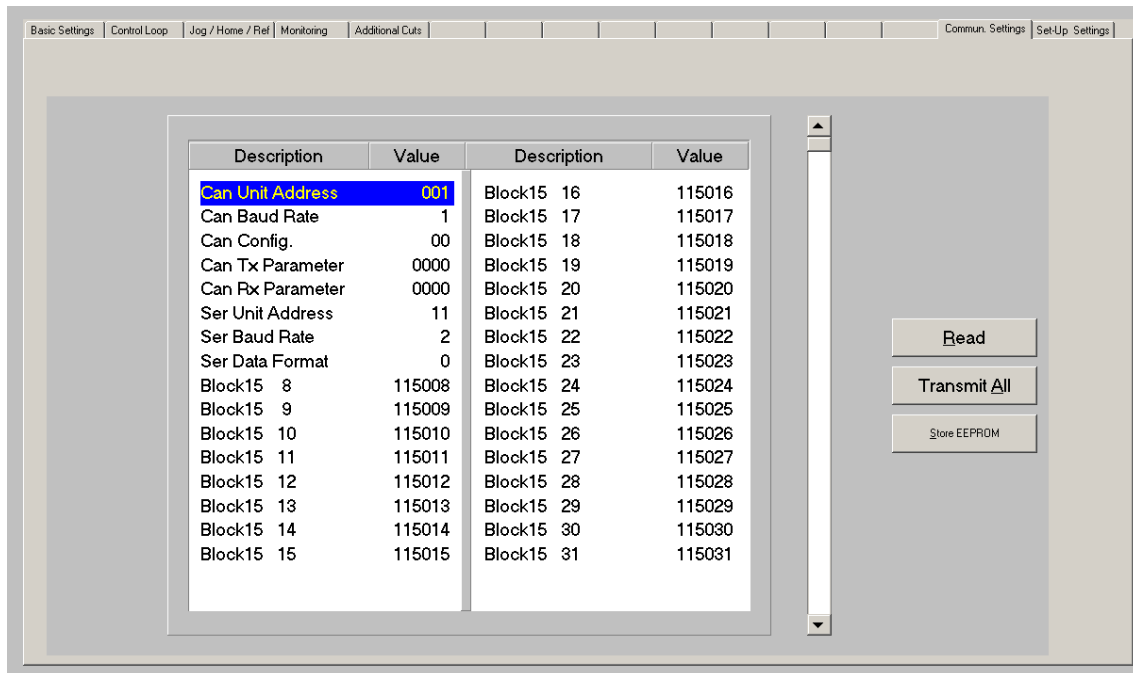 Basic Settings Control Loop Jog / Home / Ref Monitoring Additional Cuts Commun. Settings Set-Up Settings
Description Value Description Value
Can Unit Address 001 Block15 16 115016
Can Baud Rate 1 Block15 17 115017
Can Config. 00 Block15 18 115018
Can Tx Parameter 0000 Block15 19 115019
Can Rx Parameter 0000 Block15 20 115020
Ser Unit Address 11 Block15 21 115021
Ser Baud Rate 2 Block15 22 115022
Ser Data Format 0 Block15 23 115023
Block15 8 115008 Block15 24 115024
Block15 9 115009 Block15 25 115025
Block15 10 115010 Block15 26 115026
Block15 11 115011 Block15 27 115027
Block15 12 115012 Block15 28 115028
Block15 13 115013 Block15 29 115029
Block15 14 115014 Block15 30 115030
Block15 15 115015 Block15 31 115031
Read
Transmit All
Store EEPROM